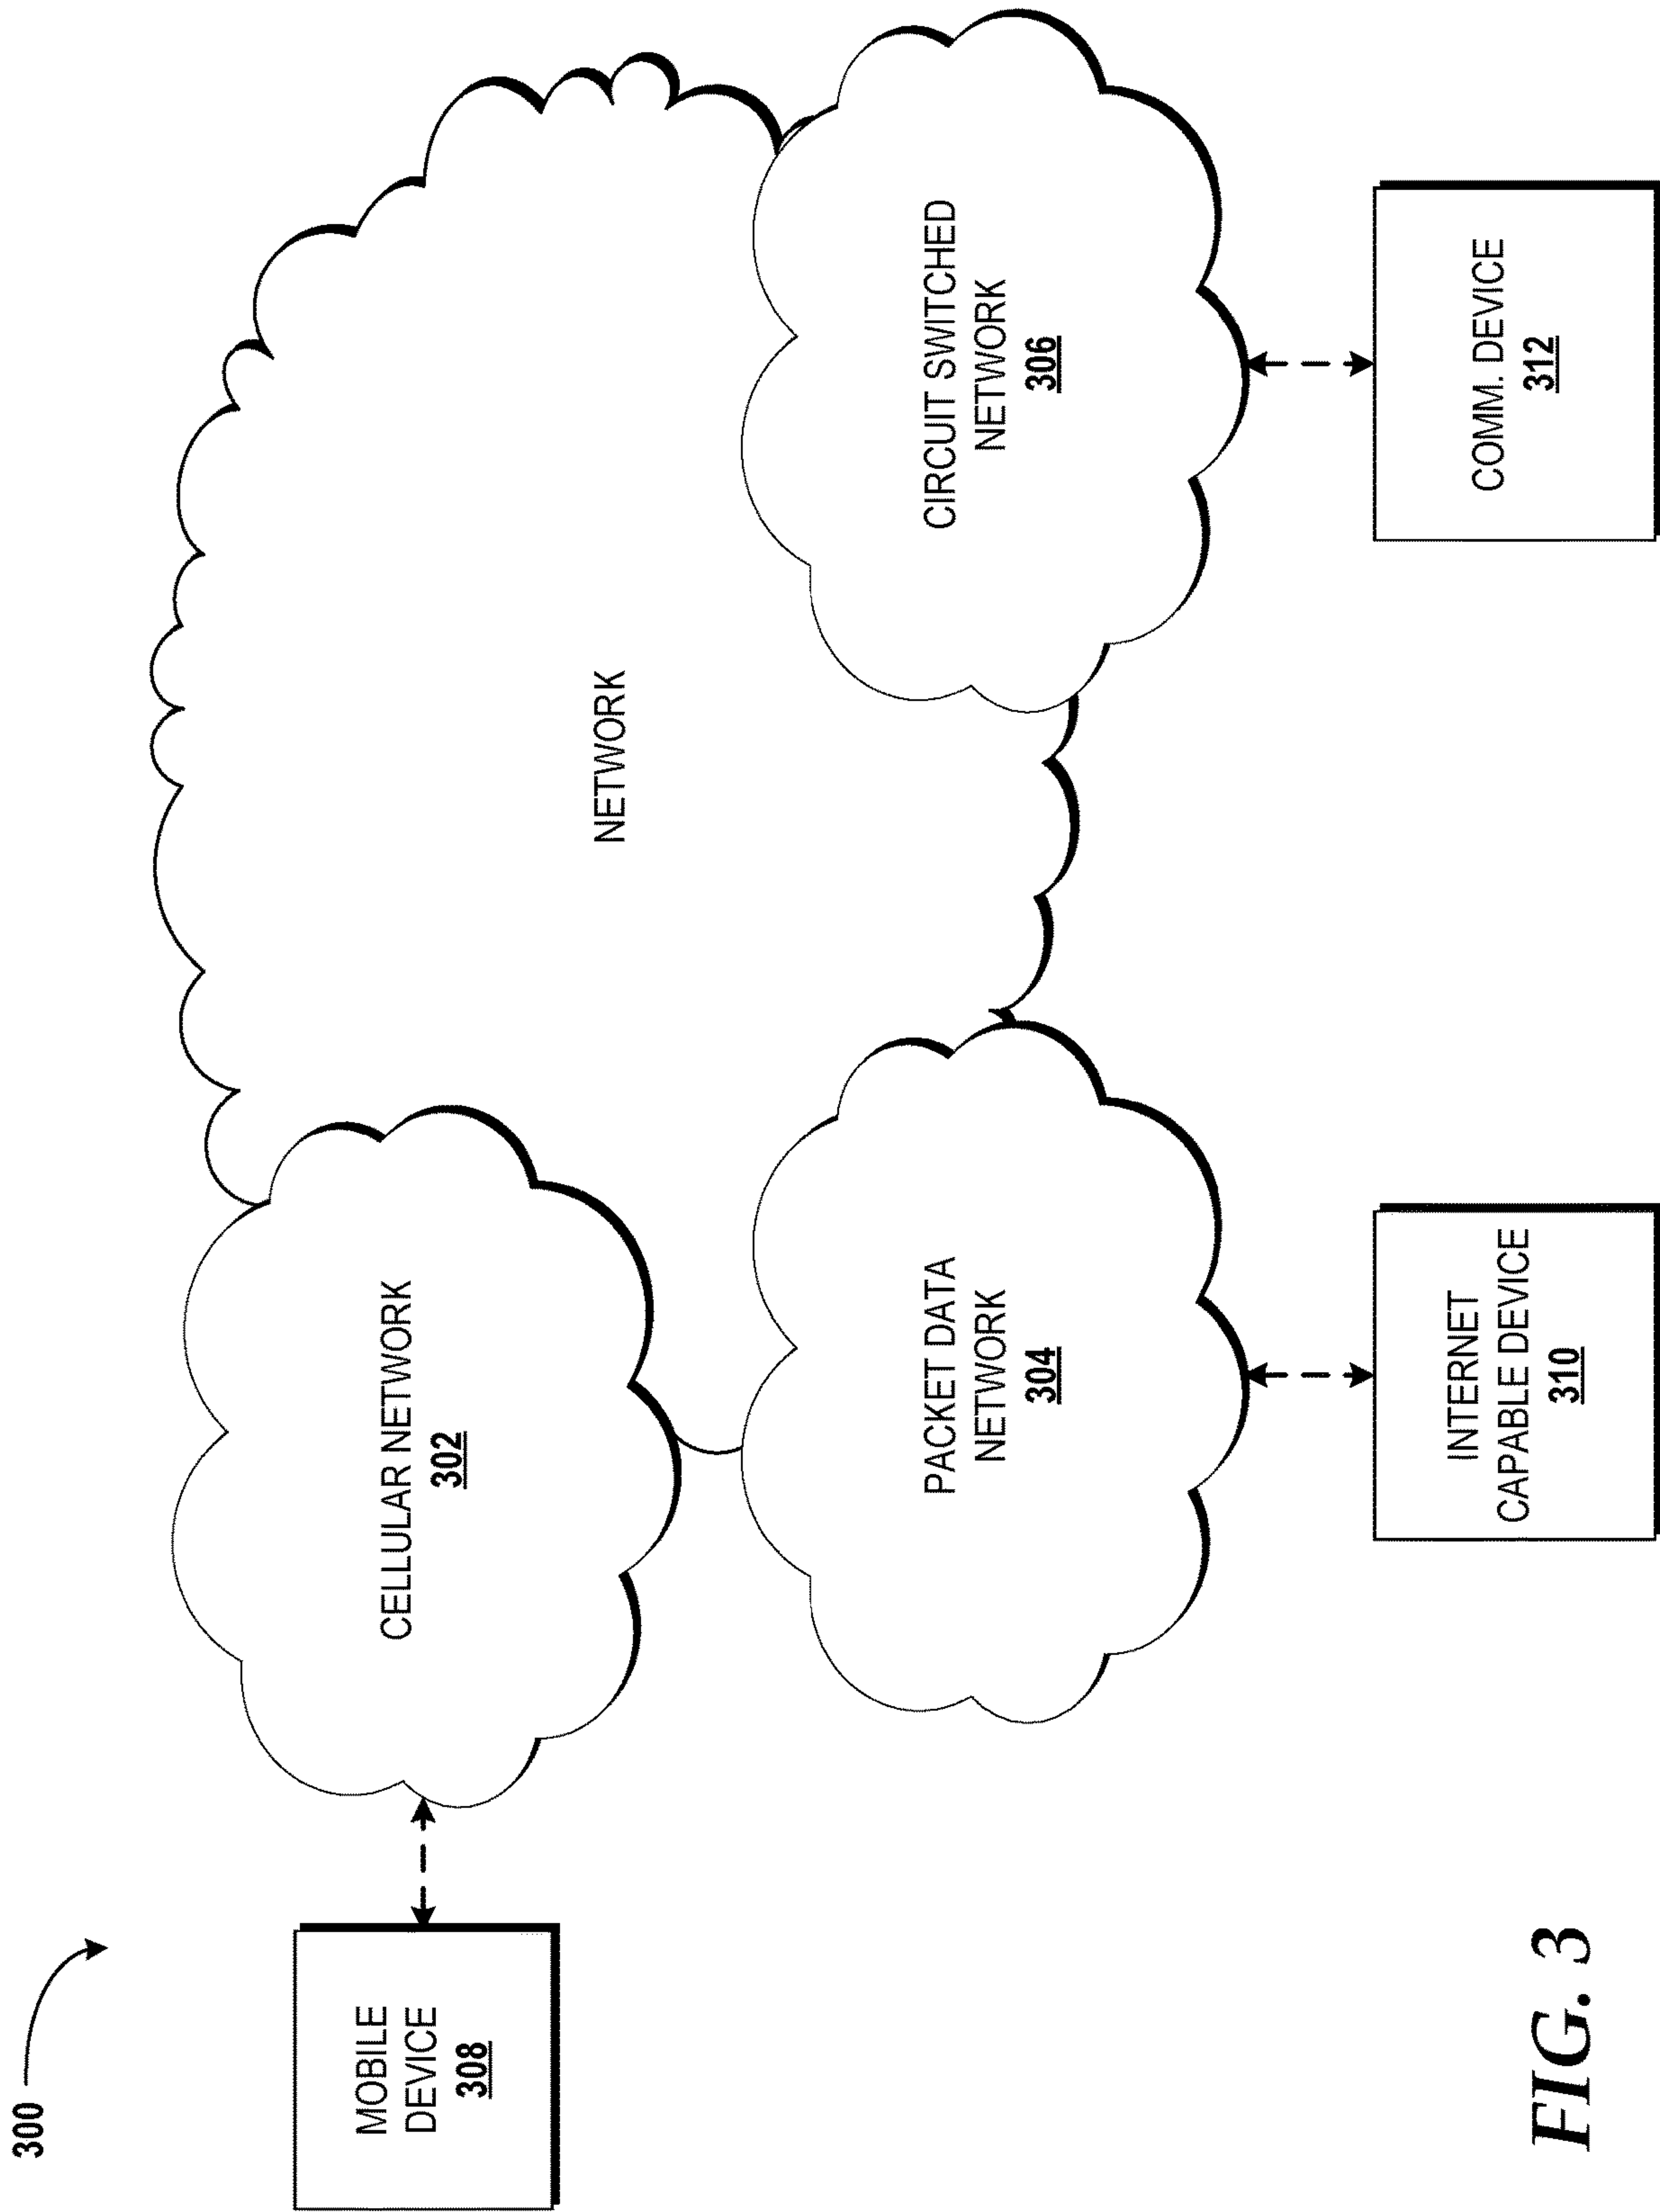 300
MOBILE
DEVICE
308
CELLULAR NETWORK
302
NETWORK
PACKET DATA
NETWORK
304
CIRCUIT SWITCHED
NETWORK
306
INTERNET
CAPABLE DEVICE
310
COMM. DEVICE
312
FIG. 3